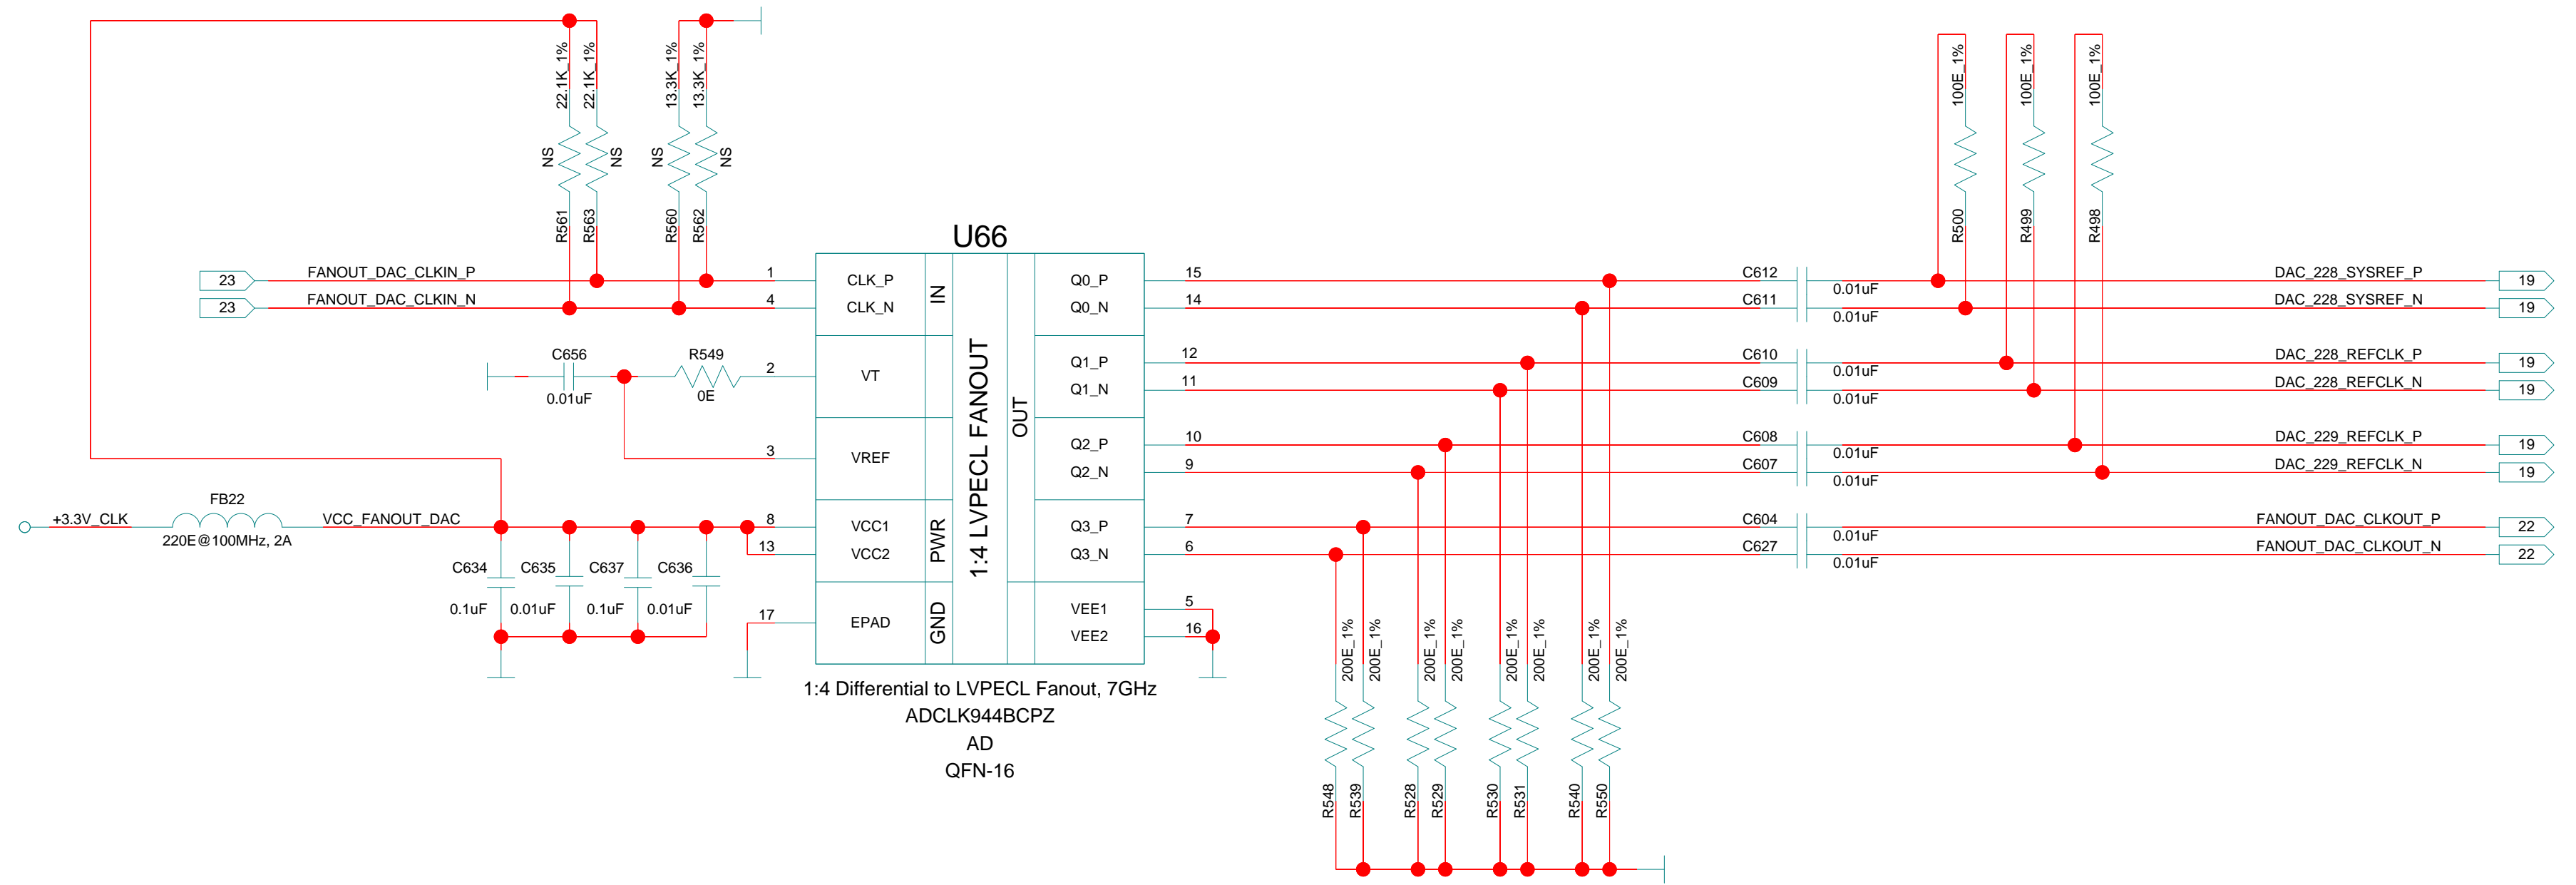 22.1K_1%
22.1K_1%
13.3K_1%
13.3K_1%
100E_1%
100E_1%
100E_1%
NS
NS
NS
NS
R561
R563
R560
R562
R500
R499
R498
U66
23 FANOUT_DAC_CLKIN_P 1 CLK_P
23 FANOUT_DAC_CLKIN_N 4 CLK_N
IN
Q0_P 15 C612 0.01uF DAC_228_SYSREF_P 19
Q0_N 14 C611 0.01uF DAC_228_SYSREF_N 19
C656 0.01uF
R549 0E
2 VT
Q1_P 12 C610 0.01uF DAC_228_REFCLK_P 19
Q1_N 11 C609 0.01uF DAC_228_REFCLK_N 19
1:4 LVPECL FANOUT
OUT
3 VREF
Q2_P 10 C608 0.01uF DAC_229_REFCLK_P 19
Q2_N 9 C607 0.01uF DAC_229_REFCLK_N 19
FB22
+3.3V_CLK
220E@100MHz, 2A
VCC_FANOUT_DAC
8 VCC1
13 VCC2
PWR
Q3_P 7 C604 0.01uF FANOUT_DAC_CLKOUT_P 22
Q3_N 6 C627 0.01uF FANOUT_DAC_CLKOUT_N 22
C634 C635 C637 C636
0.1uF 0.01uF 0.1uF 0.01uF
17 EPAD
GND
VEE1 5
VEE2 16
200E_1%
200E_1%
200E_1%
200E_1%
200E_1%
200E_1%
200E_1%
200E_1%
1:4 Differential to LVPECL Fanout, 7GHz
ADCLK944BCPZ
AD
QFN-16
R548
R539
R528
R529
R530
R531
R540
R550